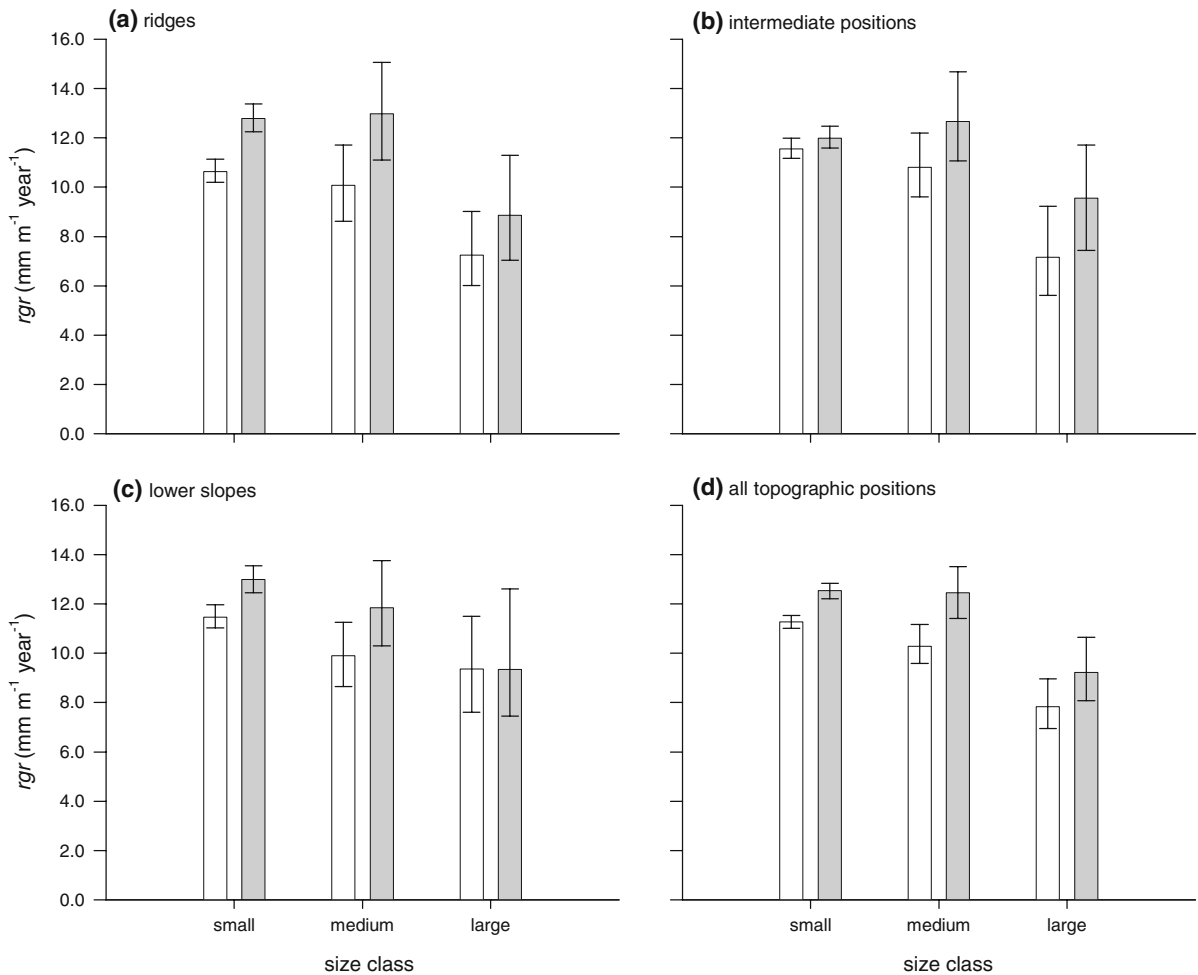 (a) ridges
(b) intermediate positions
16.0
14.0
12.0
10.0
8.0
6.0
4.0
2.0
0.0
rgr (mm m⁻¹ year⁻¹)
(c) lower slopes
(d) all topographic positions
16.0
14.0
12.0
10.0
8.0
6.0
4.0
2.0
0.0
rgr (mm m⁻¹ year⁻¹)
small medium large
small medium large
size class
size class